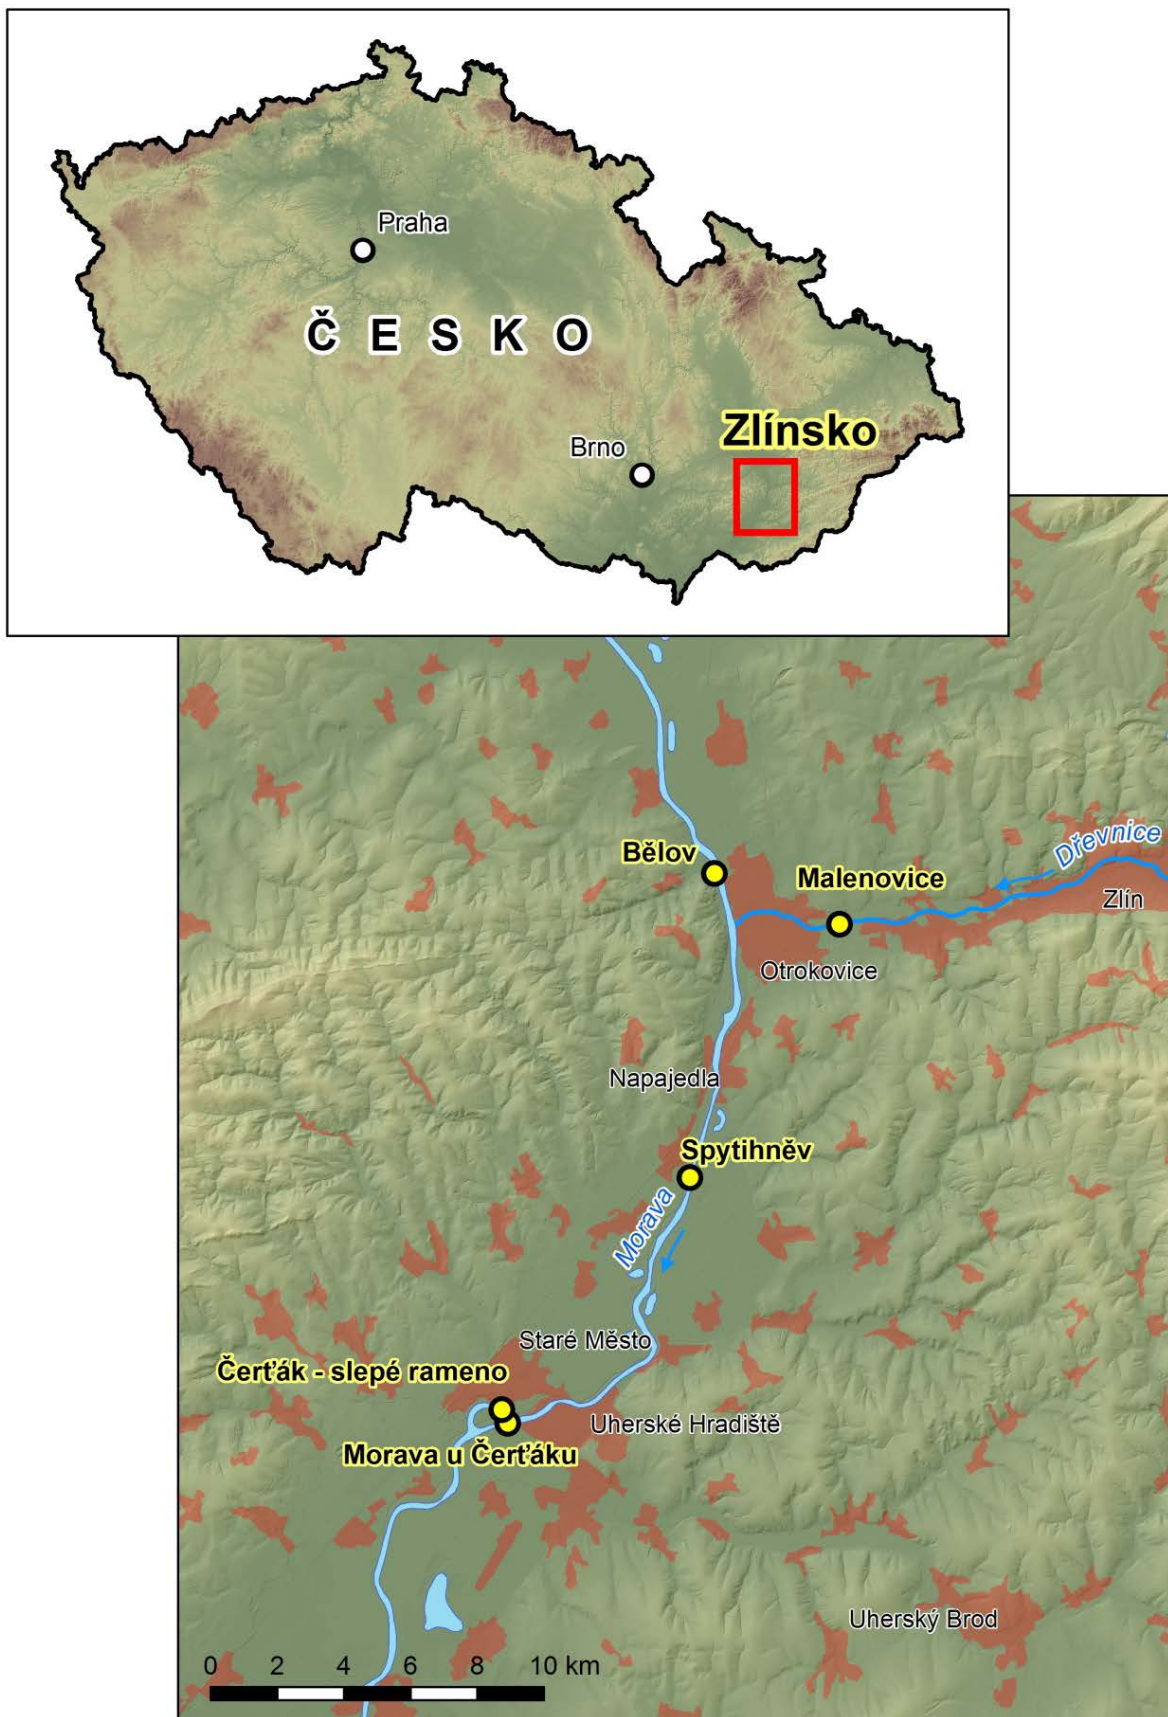 Praha
Č E S K O
Zlínsko
Brno
Bělov
Malenovice
Dřevnice
Zlín
Otrokovice
Napajedla
Spytihněv
Morava
Staré Město
Čerťák - slepé rameno
Uherské Hradiště
Morava u Čerťáku
Uherský Brod
0 2 4 6 8 10 km